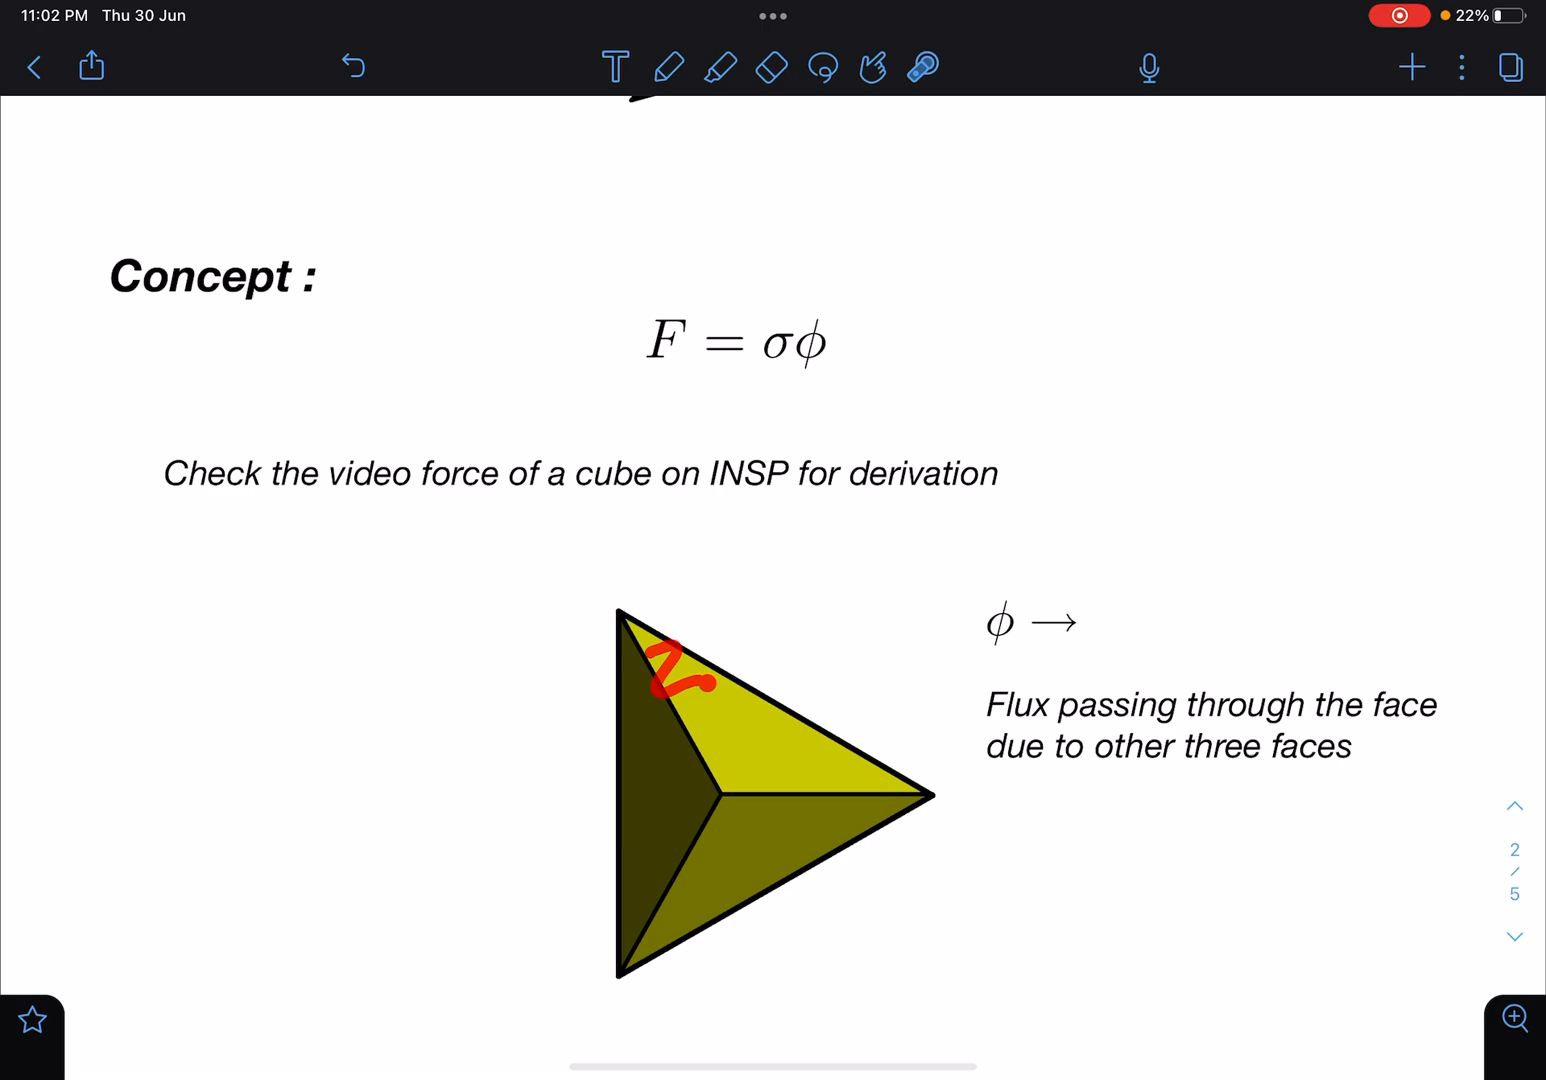 11:02 PM Thu 30 Jun
22%
T
Concept :
F = σϕ
Check the video force of a cube on INSP for derivation
ϕ →
Flux passing through the face
due to other three faces
2
/
5